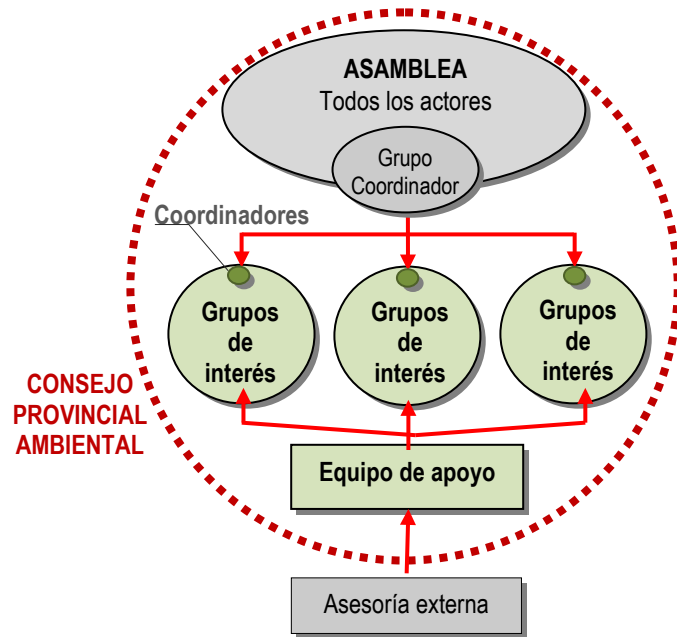 ASAMBLEA
Todos los actores
Grupo
Coordinador
Coordinadores
Grupos
de
interés
Grupos
de
interés
Grupos
de
interés
CONSEJO
PROVINCIAL
AMBIENTAL
Equipo de apoyo
Asesoría externa